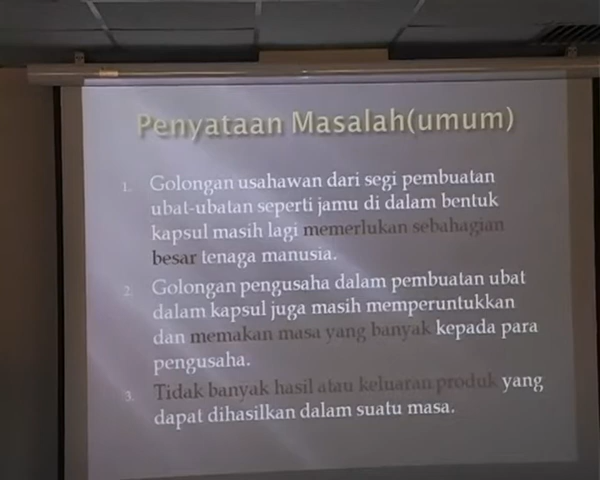 Penyataan Masalah(umum)
1. Golongan usahawan dari segi pembuatan
ubat-ubatan seperti jamu di dalam bentuk
kapsul masih lagi memerlukan sebahagian
besar tenaga manusia.
2. Golongan pengusaha dalam pembuatan ubat
dalam kapsul juga masih memperuntukkan
dan memakan masa yang banyak kepada para
pengusaha.
3. Tidak banyak hasil atau keluaran produk yang
dapat dihasilkan dalam suatu masa.